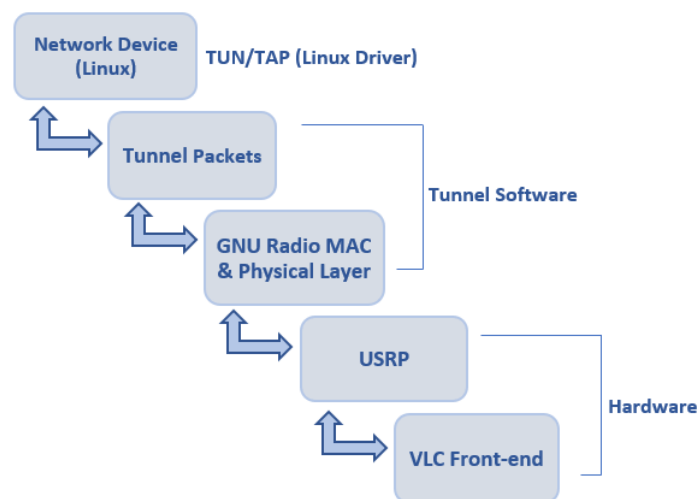 Network Device
(Linux)
TUN/TAP (Linux Driver)
Tunnel Packets
Tunnel Software
GNU Radio MAC
& Physical Layer
USRP
Hardware
VLC Front-end